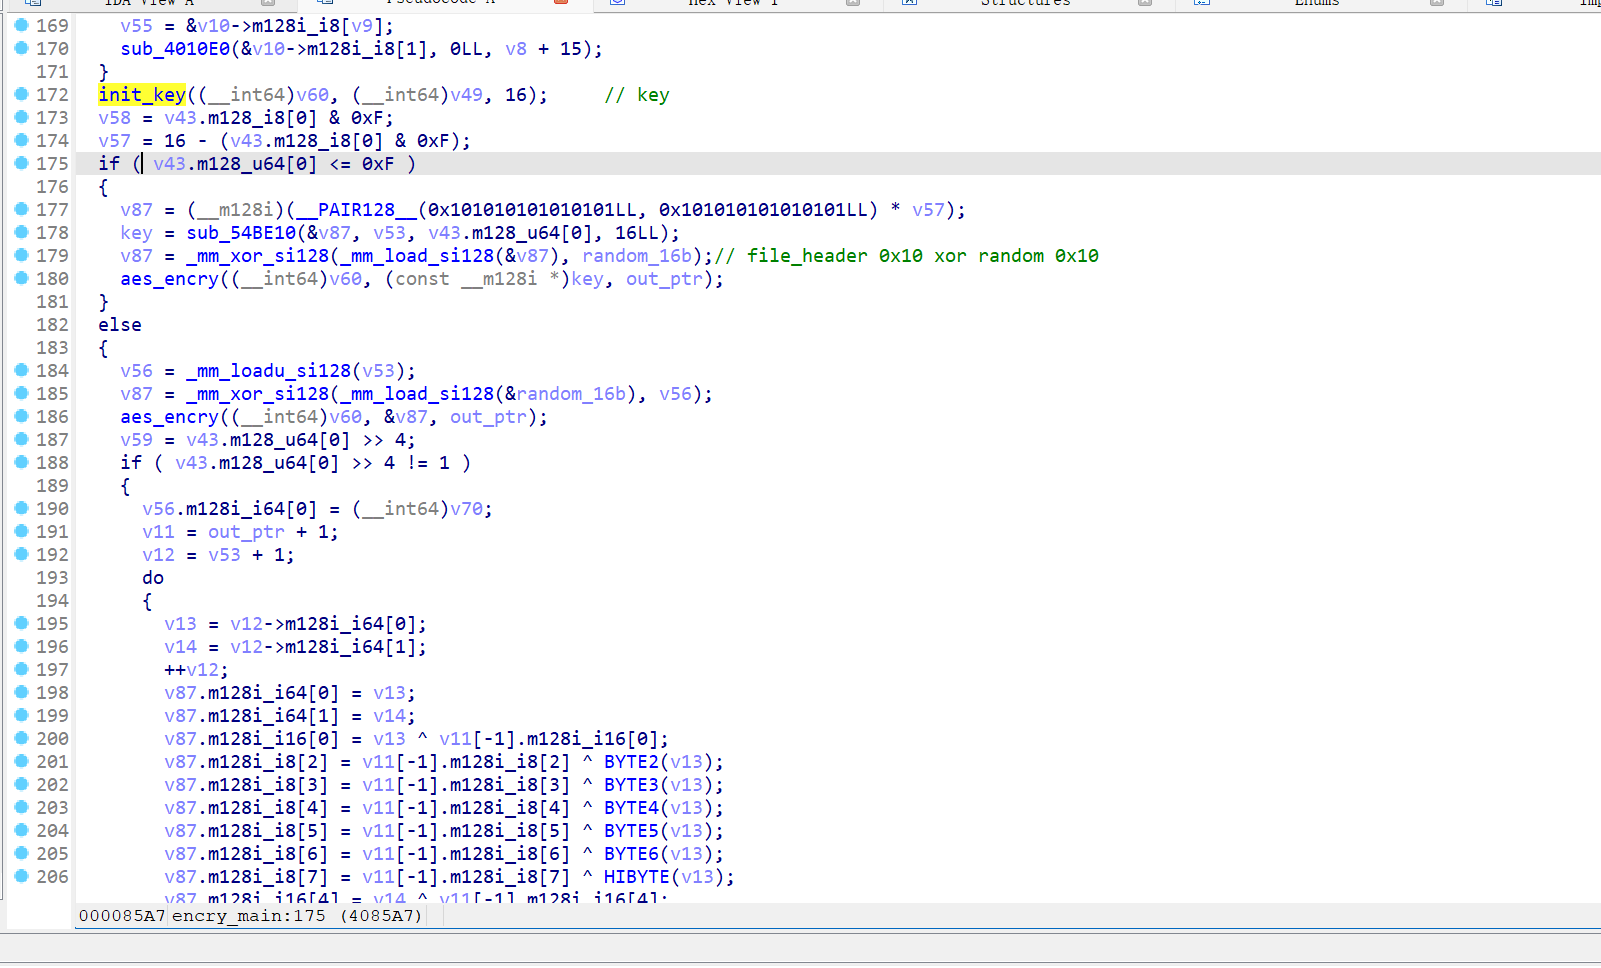 IDA View A Pseudocode A Hex View 1 Structures Enums
169 v55 = &v10->m128i_i8[v9];
170 sub_4010E0(&v10->m128i_i8[1], 0LL, v8 + 15);
171 }
172 init_key((__int64)v60, (__int64)v49, 16); // key
173 v58 = v43.m128_i8[0] & 0xF;
174 v57 = 16 - (v43.m128_i8[0] & 0xF);
175 if ( v43.m128_u64[0] <= 0xF )
176 {
177 v87 = (__m128i)(__PAIR128__(0x101010101010101LL, 0x101010101010101LL) * v57);
178 key = sub_54BE10(&v87, v53, v43.m128_u64[0], 16LL);
179 v87 = _mm_xor_si128(_mm_load_si128(&v87), random_16b);// file_header 0x10 xor random 0x10
180 aes_encry((__int64)v60, (const __m128i *)key, out_ptr);
181 }
182 else
183 {
184 v56 = _mm_loadu_si128(v53);
185 v87 = _mm_xor_si128(_mm_load_si128(&random_16b), v56);
186 aes_encry((__int64)v60, &v87, out_ptr);
187 v59 = v43.m128_u64[0] >> 4;
188 if ( v43.m128_u64[0] >> 4 != 1 )
189 {
190 v56.m128i_i64[0] = (__int64)v70;
191 v11 = out_ptr + 1;
192 v12 = v53 + 1;
193 do
194 {
195 v13 = v12->m128i_i64[0];
196 v14 = v12->m128i_i64[1];
197 ++v12;
198 v87.m128i_i64[0] = v13;
199 v87.m128i_i64[1] = v14;
200 v87.m128i_i16[0] = v13 ^ v11[-1].m128i_i16[0];
201 v87.m128i_i8[2] = v11[-1].m128i_i8[2] ^ BYTE2(v13);
202 v87.m128i_i8[3] = v11[-1].m128i_i8[3] ^ BYTE3(v13);
203 v87.m128i_i8[4] = v11[-1].m128i_i8[4] ^ BYTE4(v13);
204 v87.m128i_i8[5] = v11[-1].m128i_i8[5] ^ BYTE5(v13);
205 v87.m128i_i8[6] = v11[-1].m128i_i8[6] ^ BYTE6(v13);
206 v87.m128i_i8[7] = v11[-1].m128i_i8[7] ^ HIBYTE(v13);
v87.m128i_i16[4] = v14 ^ v11[-1].m128i_i16[4];
000085A7 encry_main:175 (4085A7)